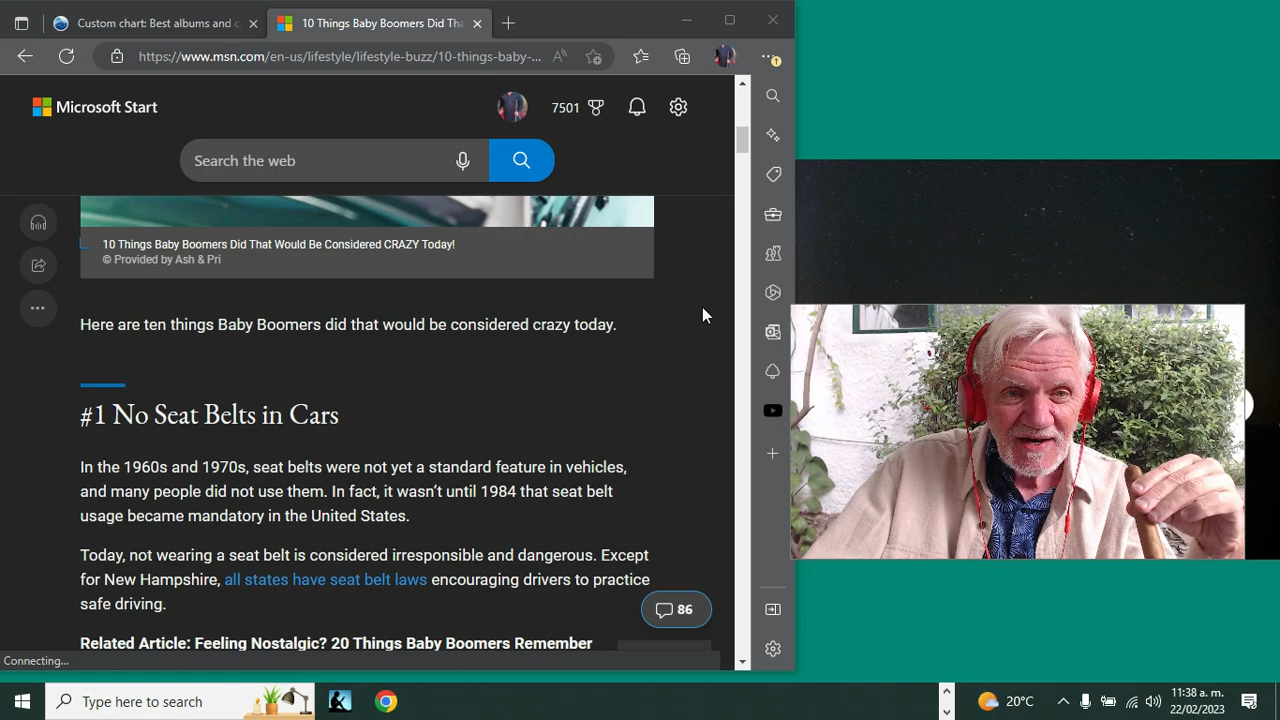 Custom chart: Best albums and c
10 Things Baby Boomers Did Tha
https://www.msn.com/en-us/lifestyle/lifestyle-buzz/10-things-baby-...
Microsoft Start
7501
Search the web
10 Things Baby Boomers Did That Would Be Considered CRAZY Today!
© Provided by Ash & Pri
Here are ten things Baby Boomers did that would be considered crazy today.
#1 No Seat Belts in Cars
In the 1960s and 1970s, seat belts were not yet a standard feature in vehicles,
and many people did not use them. In fact, it wasn’t until 1984 that seat belt
usage became mandatory in the United States.
Today, not wearing a seat belt is considered irresponsible and dangerous. Except
for New Hampshire, all states have seat belt laws encouraging drivers to practice
safe driving.
86
Related Article: Feeling Nostalgic? 20 Things Baby Boomers Remember
Connecting...
Type here to search
20°C
11:38 a. m.
22/02/2023